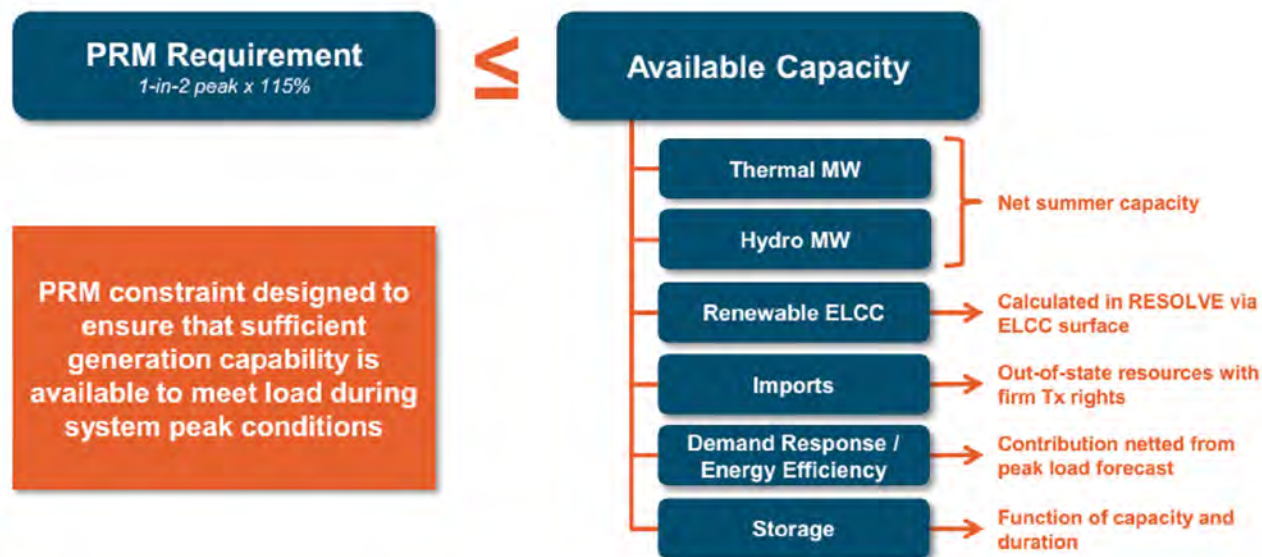 PRM Requirement
1-in-2 peak x 115%
≤
Available Capacity
Thermal MW
Hydro MW
Net summer capacity
PRM constraint designed to
ensure that sufficient
generation capability is
available to meet load during
system peak conditions
Renewable ELCC
Calculated in RESOLVE via
ELCC surface
Imports
Out-of-state resources with
firm Tx rights
Demand Response /
Energy Efficiency
Contribution netted from
peak load forecast
Storage
Function of capacity and
duration